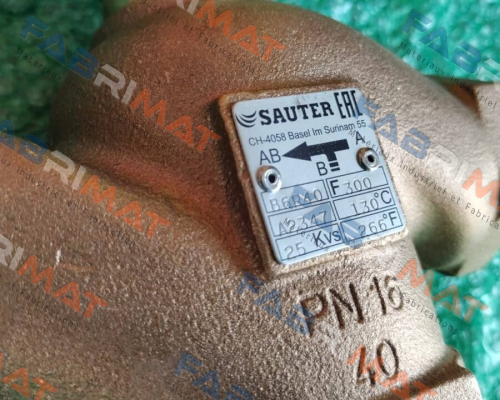 SAUTER EAC
CH-4058 Basel Im Surinam 55
AB A
B
B6R40 F 300
A2347 130°C
25 Kvs 266°F
PN 16
40
FABRIMAT